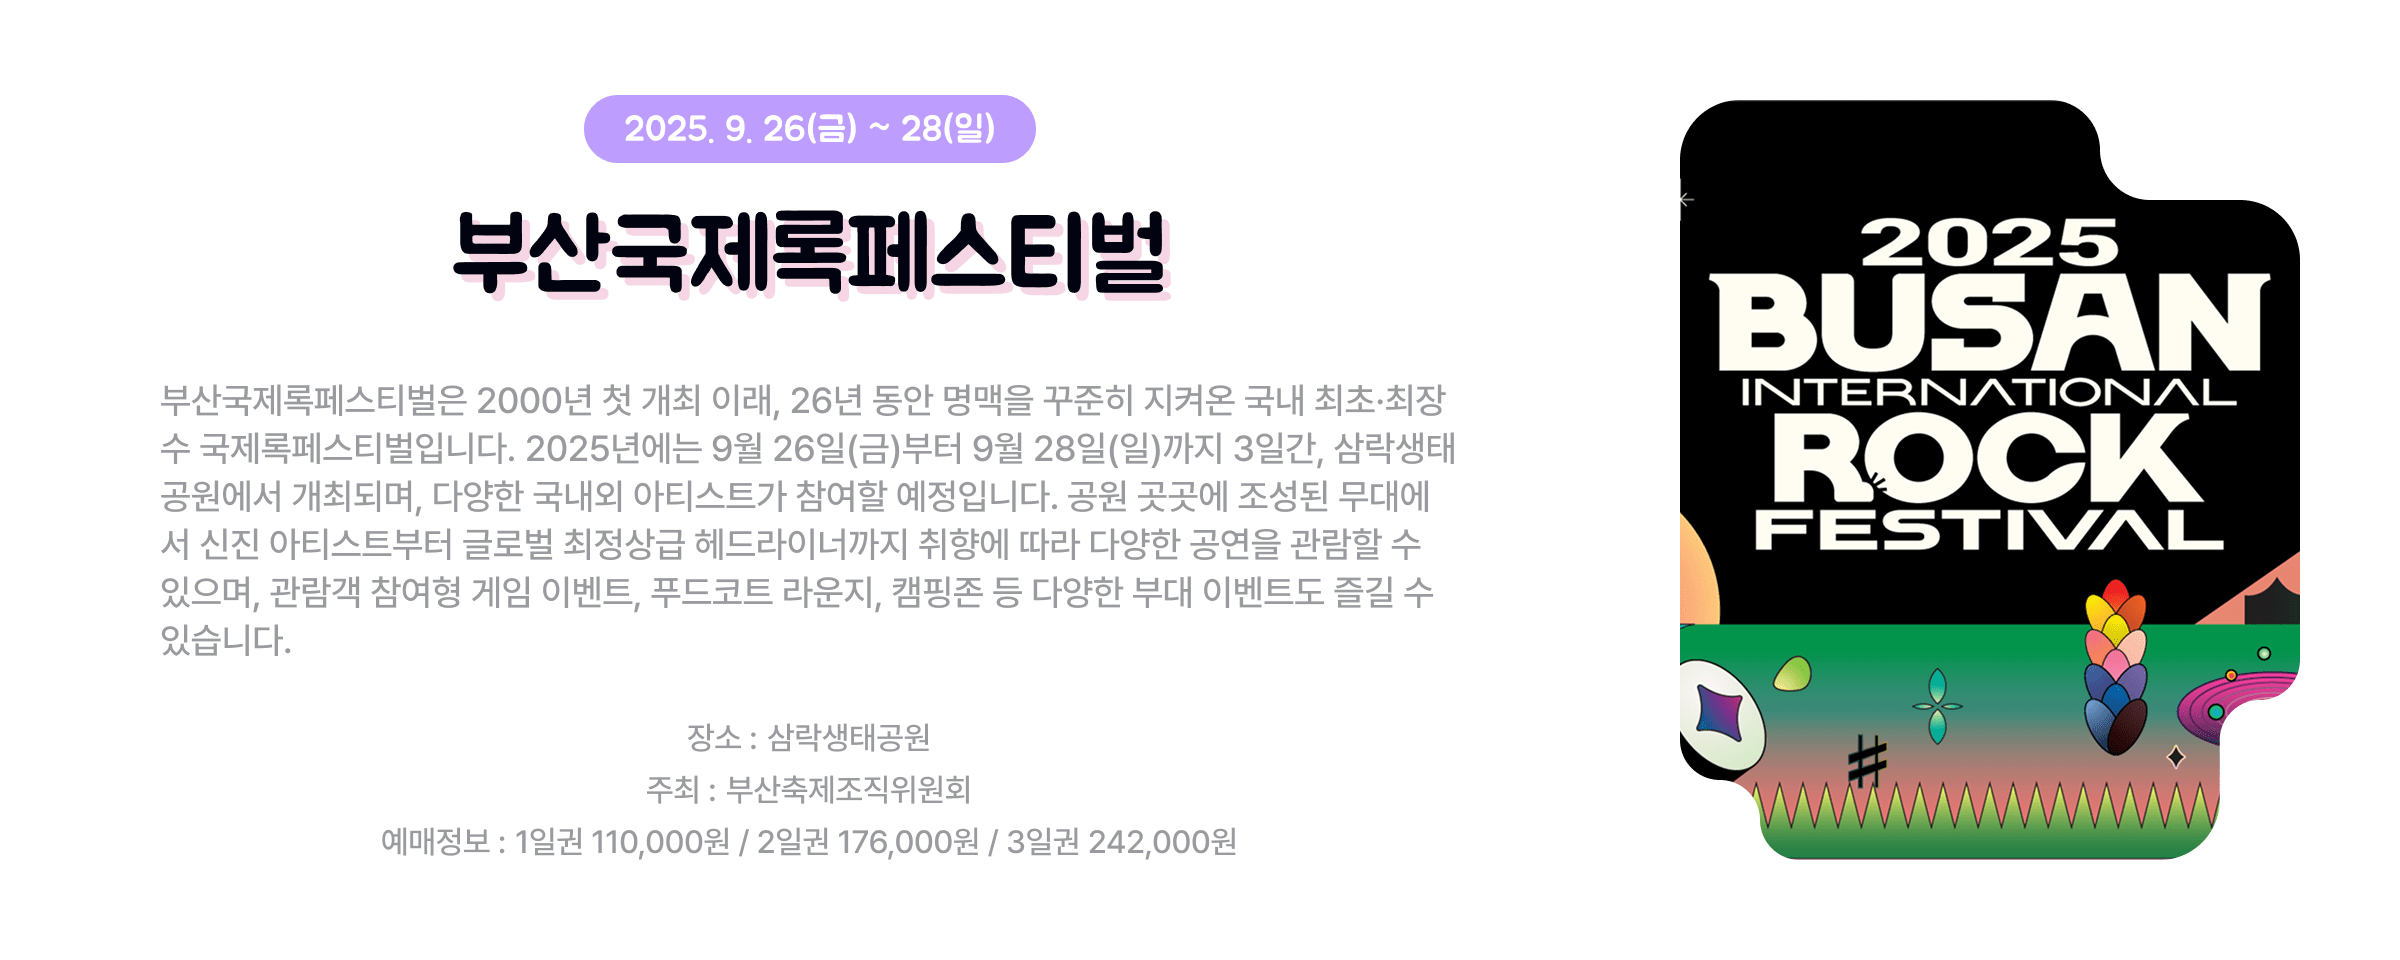 2025. 9. 26(금) ~ 28(일)
부산국제록페스티벌
부산국제록페스티벌은 2000년 첫 개최 이래, 26년 동안 명맥을 꾸준히 지켜온 국내 최초·최장
수 국제록페스티벌입니다. 2025년에는 9월 26일(금)부터 9월 28일(일)까지 3일간, 삼락생태
공원에서 개최되며, 다양한 국내외 아티스트가 참여할 예정입니다. 공원 곳곳에 조성된 무대에
서 신진 아티스트부터 글로벌 최정상급 헤드라이너까지 취향에 따라 다양한 공연을 관람할 수
있으며, 관람객 참여형 게임 이벤트, 푸드코트 라운지, 캠핑존 등 다양한 부대 이벤트도 즐길 수
있습니다.
장소 : 삼락생태공원
주최 : 부산축제조직위원회
예매정보 : 1일권 110,000원 / 2일권 176,000원 / 3일권 242,000원
2025
BUSAN
INTERNATIONAL
ROCK
FESTIVAL